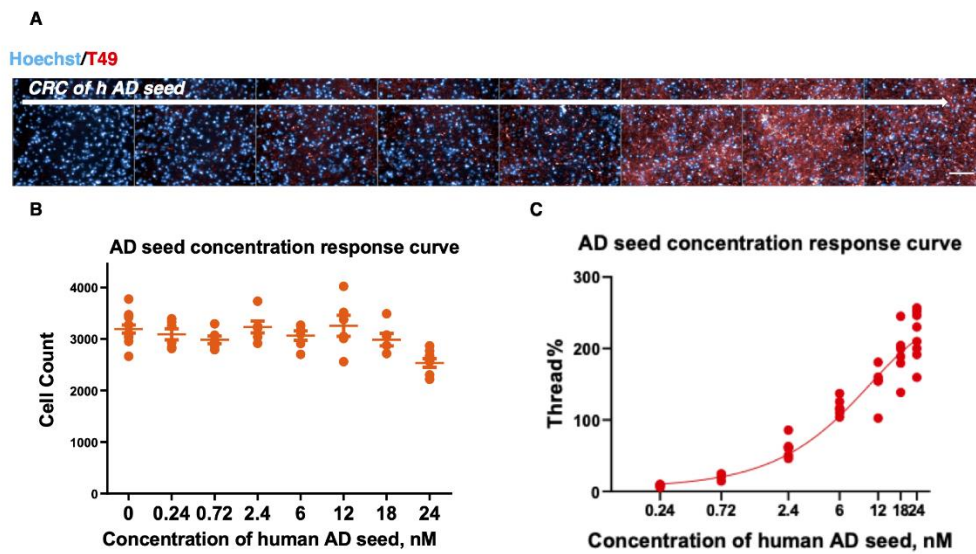 A
Hoechst/T49
CRC of h AD seed
B
AD seed concentration response curve
4000
3000
2000
1000
0
Cell Count
0 0.24 0.72 2.4 6 12 18 24
Concentration of human AD seed, nM
C
AD seed concentration response curve
300
200
100
0
Thread%
0.24 0.72 2.4 6 12 18 24
Concentration of human AD seed, nM